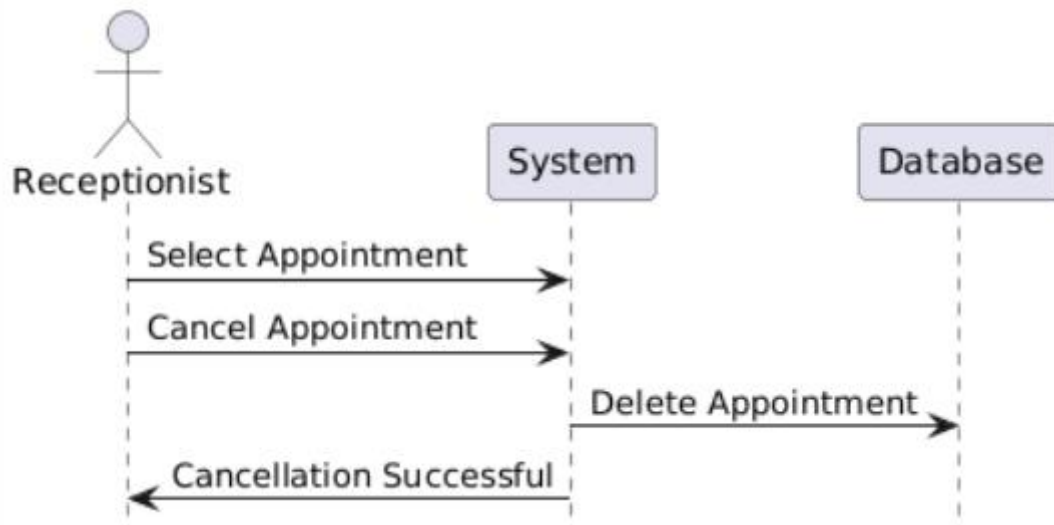 Receptionist
System
Database
Select Appointment
Cancel Appointment
Delete Appointment
Cancellation Successful